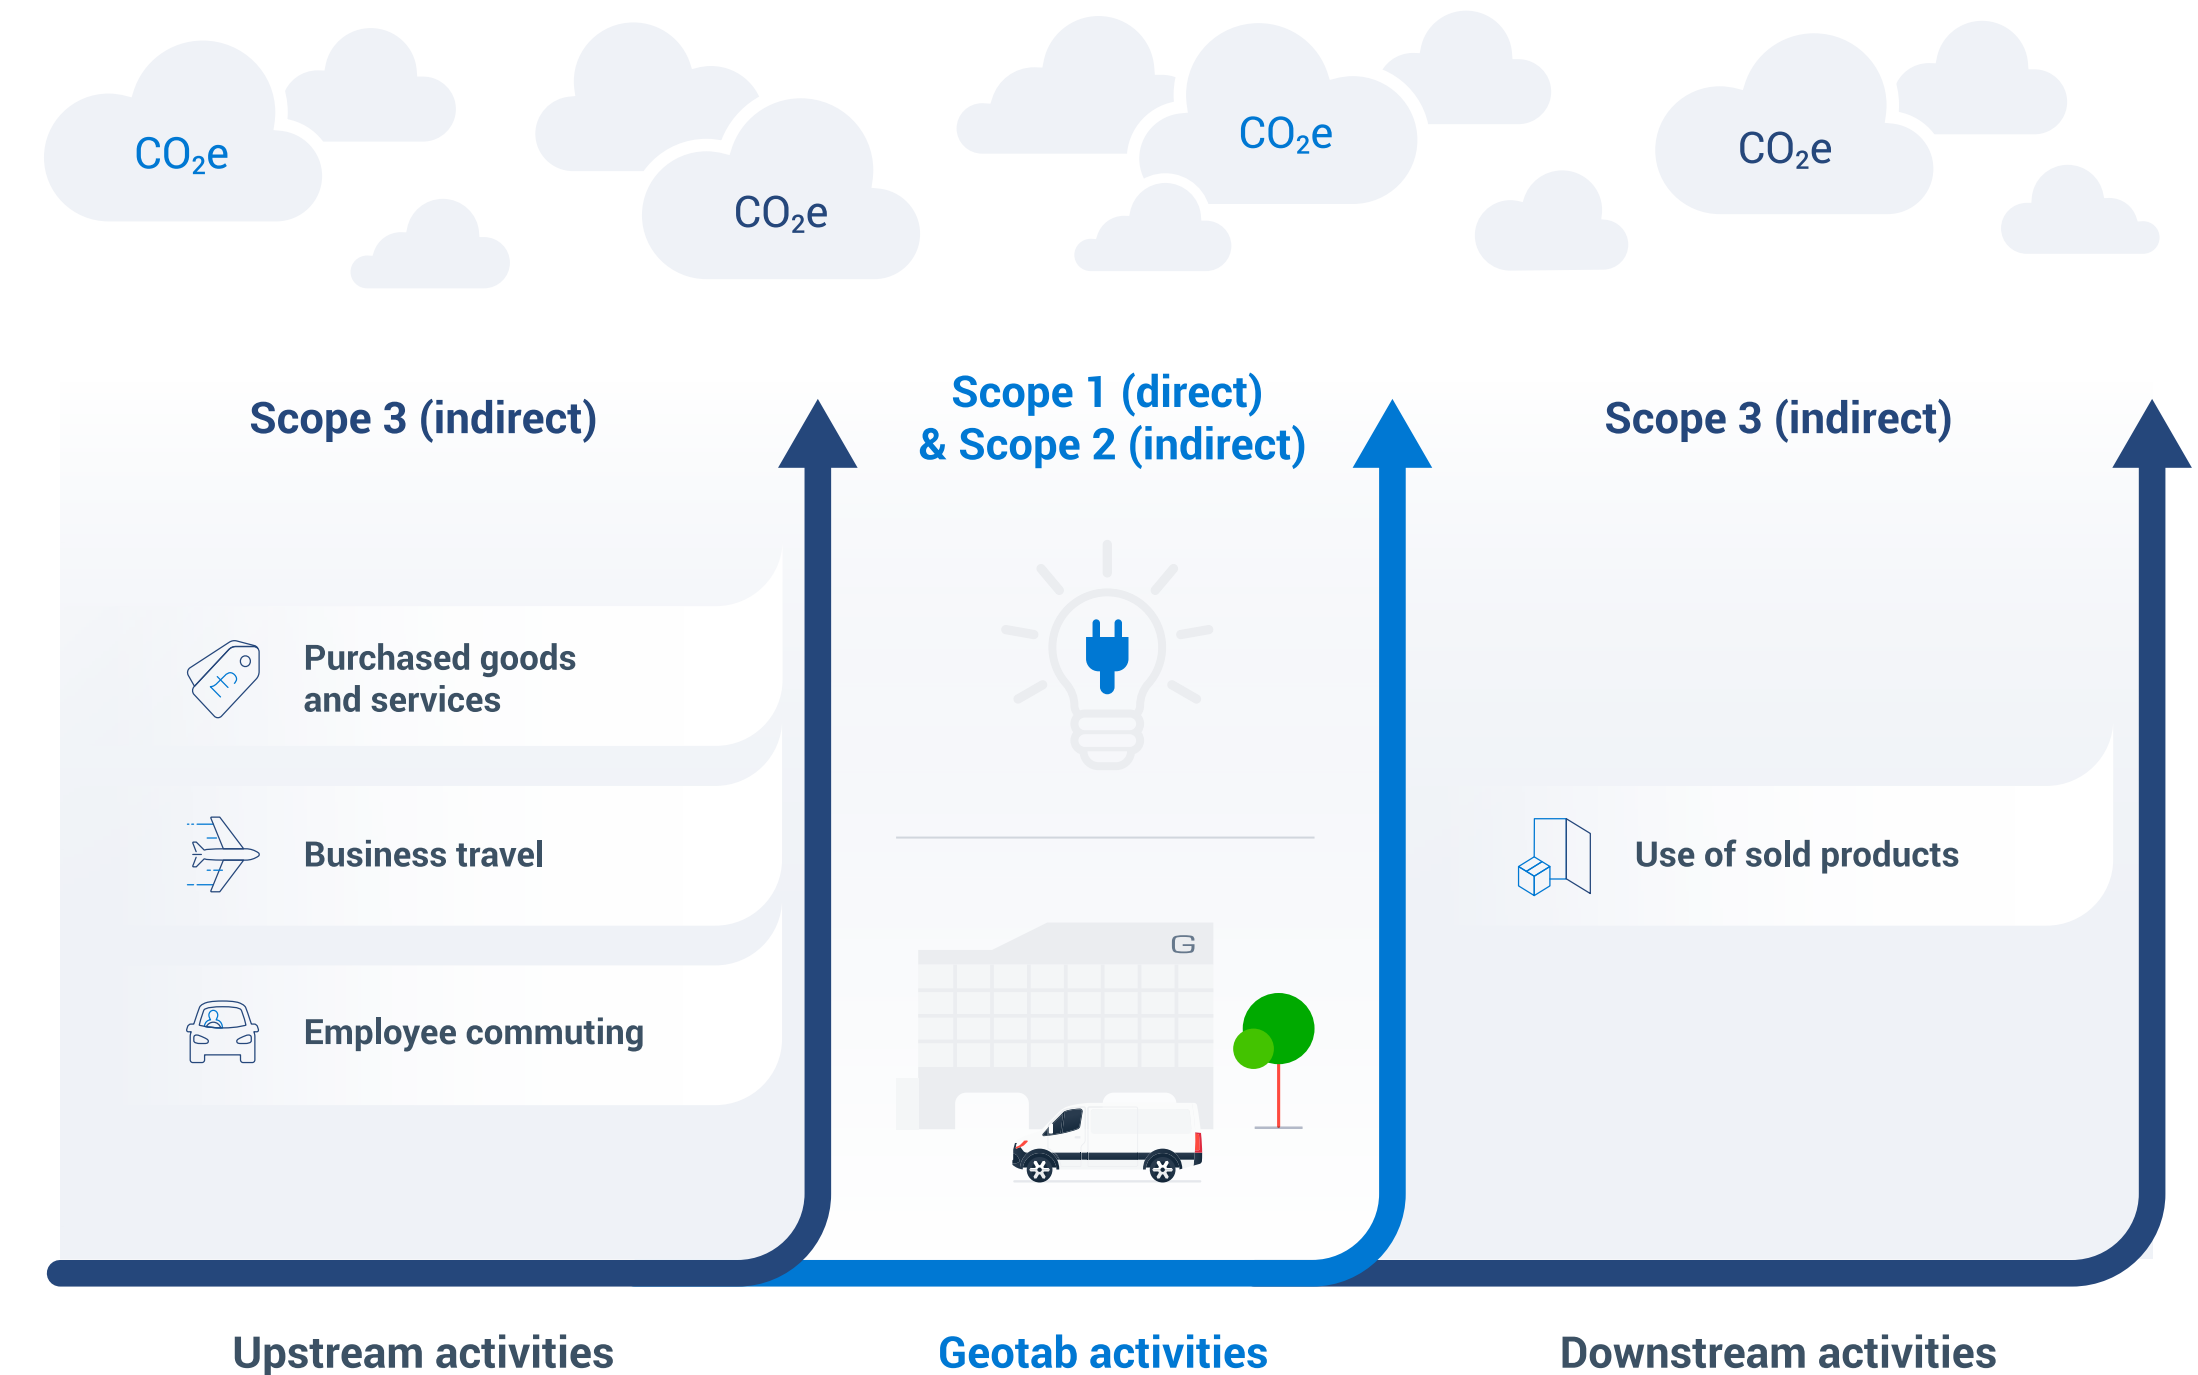 CO₂e
CO₂e
CO₂e
CO₂e
Scope 3 (indirect)
Scope 1 (direct)
& Scope 2 (indirect)
Scope 3 (indirect)
Purchased goods
and services
Business travel
Employee commuting
G
Use of sold products
Upstream activities
Geotab activities
Downstream activities